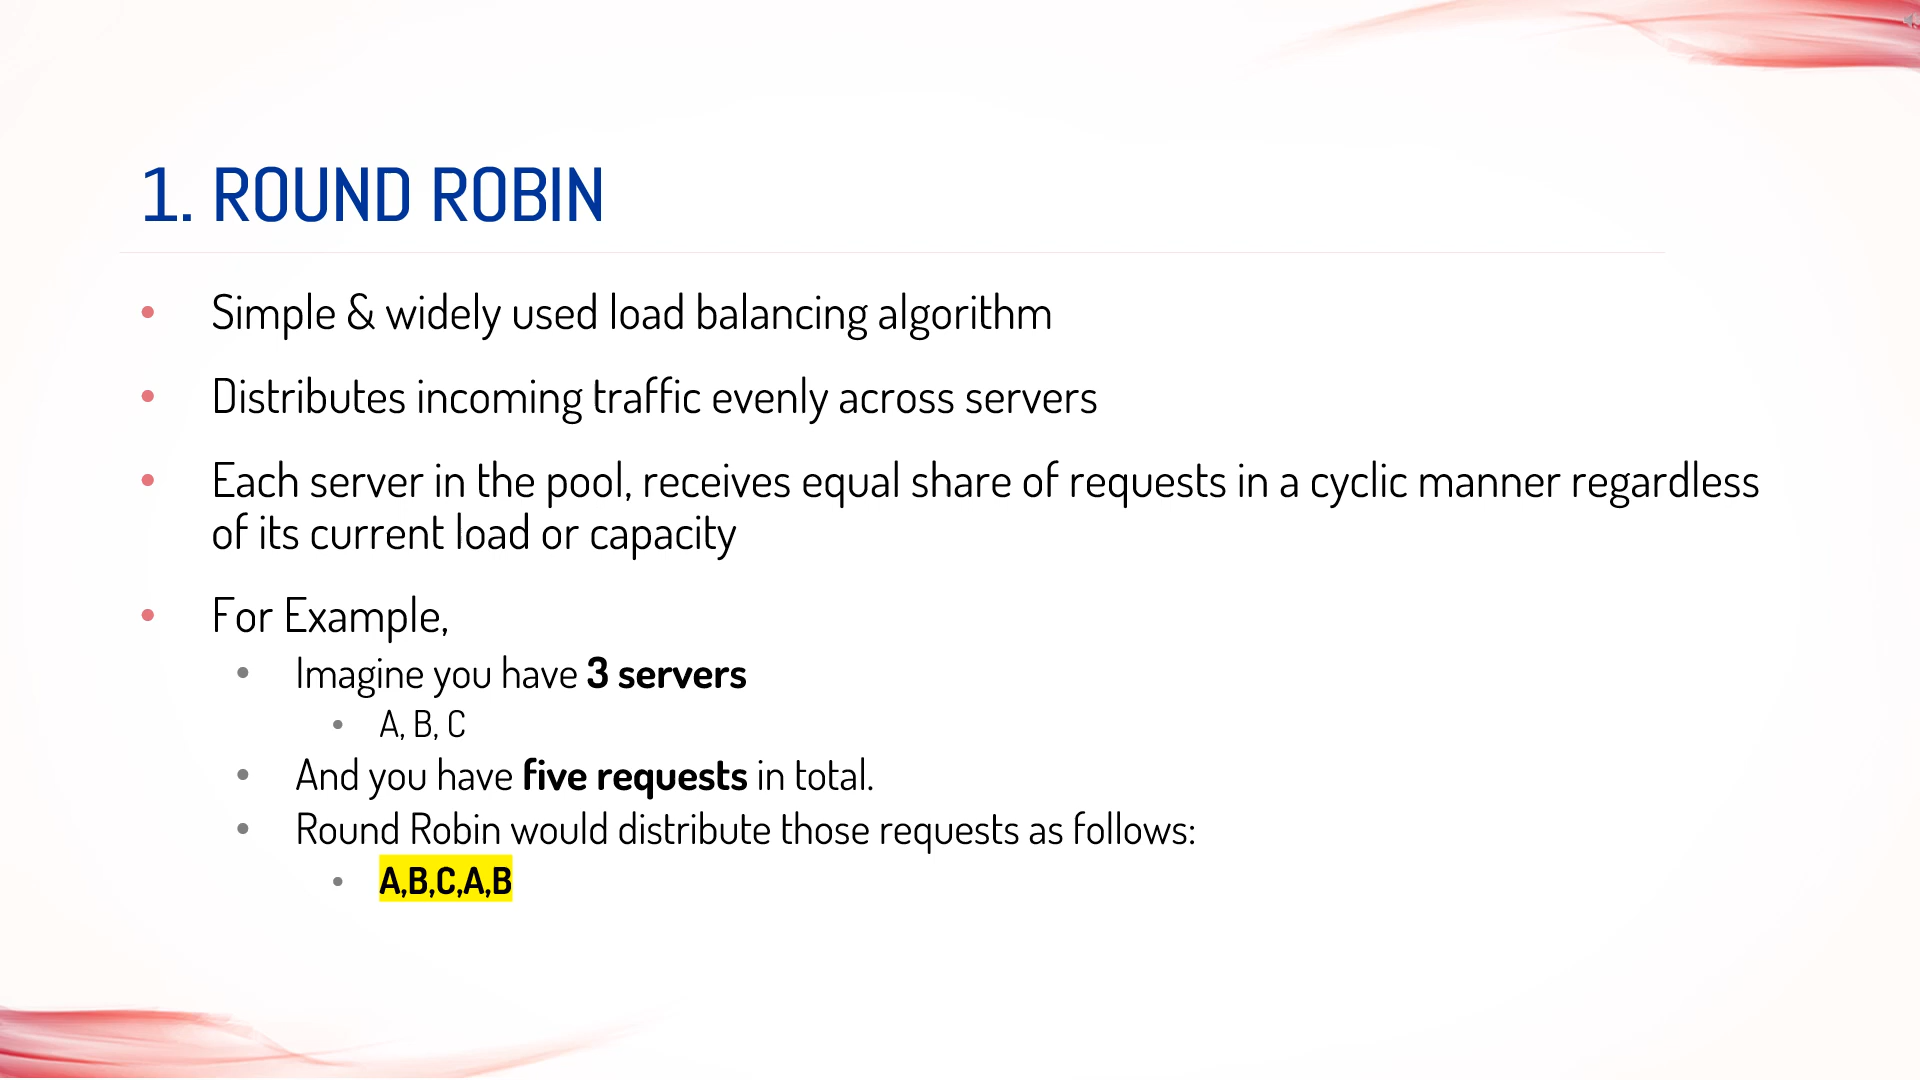 1. ROUND ROBIN
• Simple & widely used load balancing algorithm
• Distributes incoming traffic evenly across servers
• Each server in the pool, receives equal share of requests in a cyclic manner regardless
of its current load or capacity
• For Example,
• Imagine you have 3 servers
• A, B, C
• And you have five requests in total.
• Round Robin would distribute those requests as follows:
• A,B,C,A,B